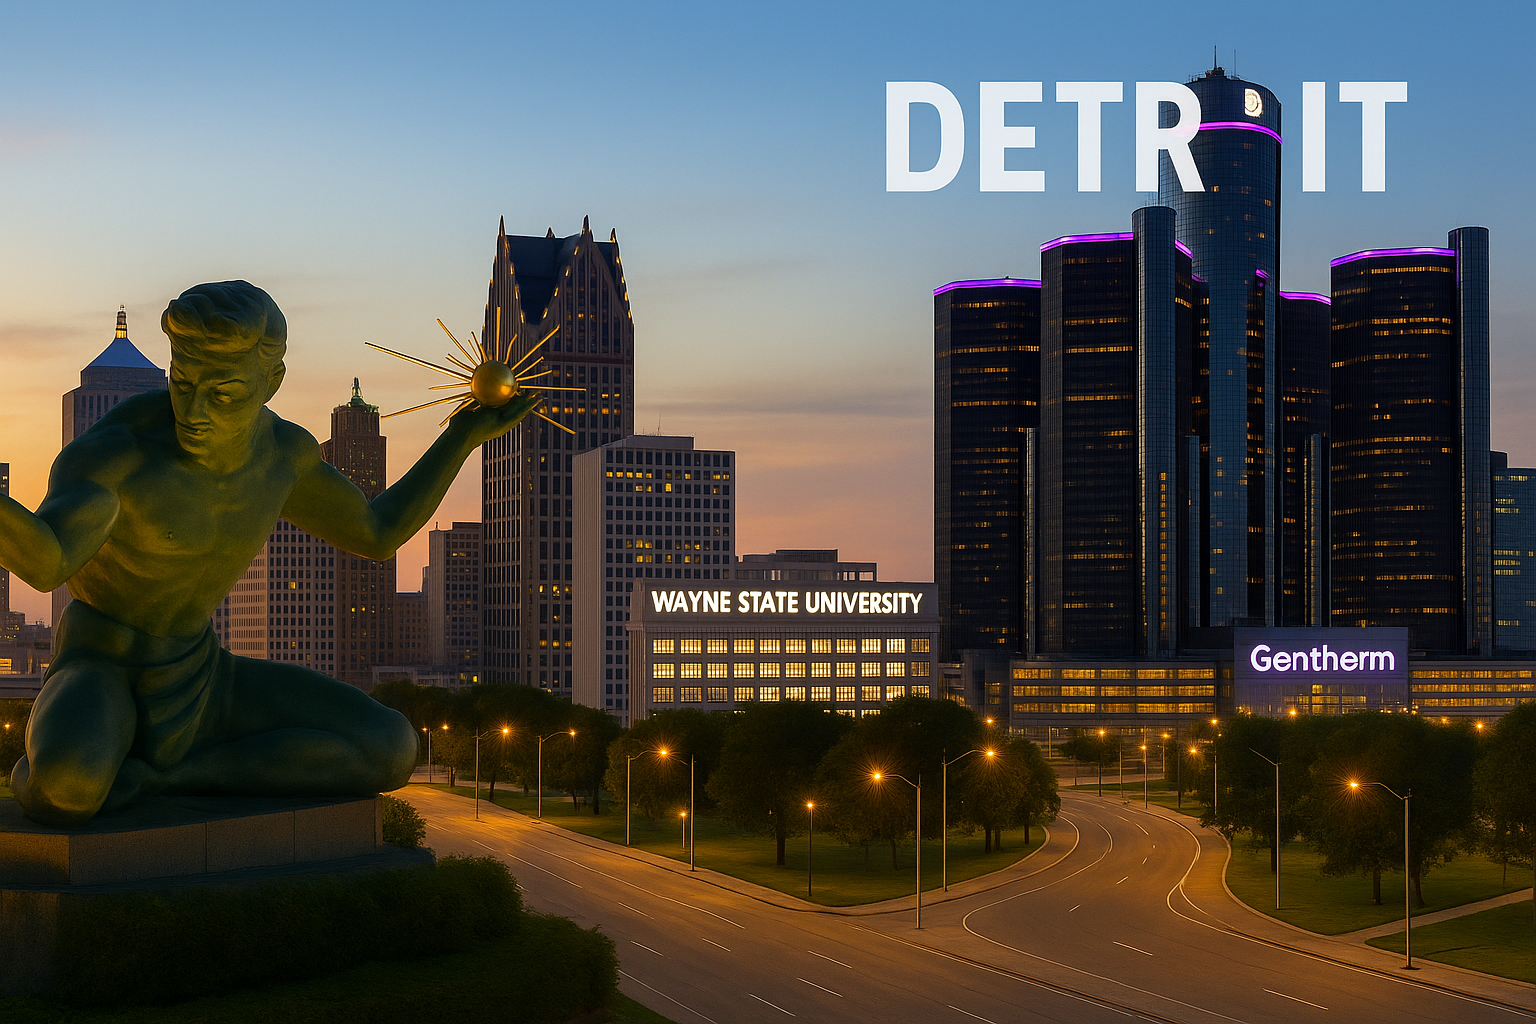 DETR IT
D
WAYNE STATE UNIVERSITY
Gentherm